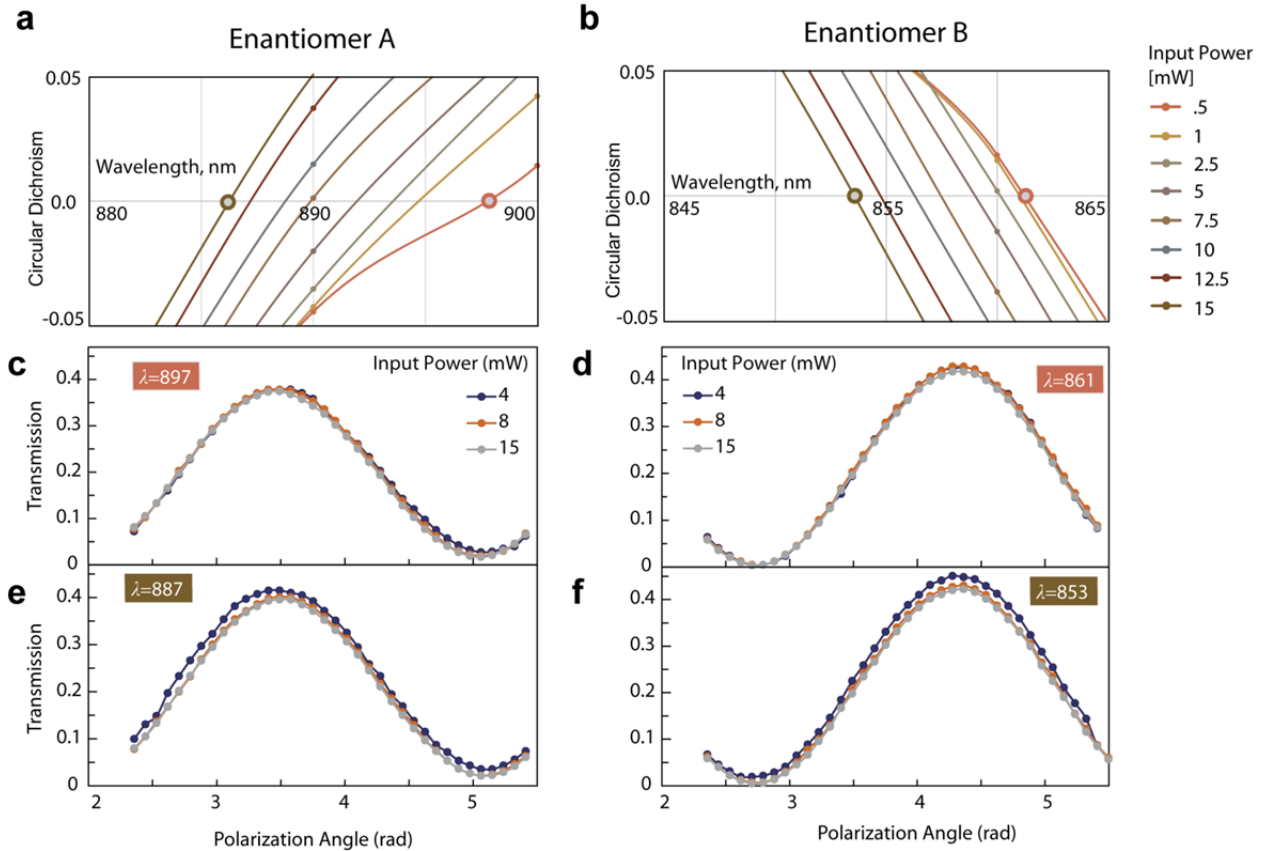 a
Enantiomer A
b
Enantiomer B
Input Power
[mW]
.5
1
2.5
5
7.5
10
12.5
15
0.05
0.0
-0.05
Circular Dichroism
Wavelength, nm
880
890
900
0.05
0.0
-0.05
Circular Dichroism
Wavelength, nm
845
855
865
c
λ=897
Input Power (mW)
4
8
15
0.4
0.3
0.2
0.1
0
Transmission
d
Input Power (mW)
4
8
15
λ=861
0.4
0.3
0.2
0.1
0
e
λ=887
0.4
0.3
0.2
0.1
0
Transmission
2
3
4
5
Polarization Angle (rad)
f
λ=853
0.4
0.3
0.2
0.1
0
2
3
4
5
Polarization Angle (rad)